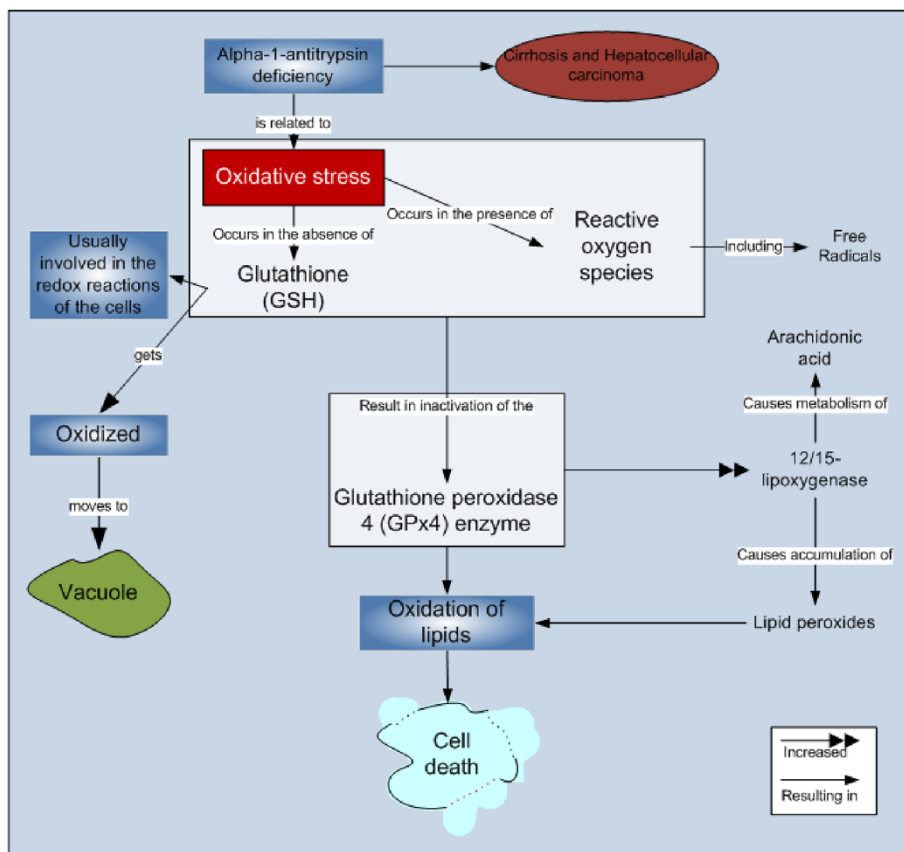 Alpha-1-antitrypsin
deficiency
Cirrhosis and Hepatocellular
carcinoma
is related to
Oxidative stress
Occurs in the presence of
Occurs in the absence of
Reactive
oxygen
species
Including
Free
Radicals
Usually
involved in the
redox reactions
of the cells
Glutathione
(GSH)
gets
Arachidonic
acid
Result in inactivation of the
Causes metabolism of
Oxidized
12/15-
lipoxygenase
Glutathione peroxidase
4 (GPx4) enzyme
moves to
Causes accumulation of
Vacuole
Oxidation of
lipids
Lipid peroxides
Cell
death
Increased
Resulting in